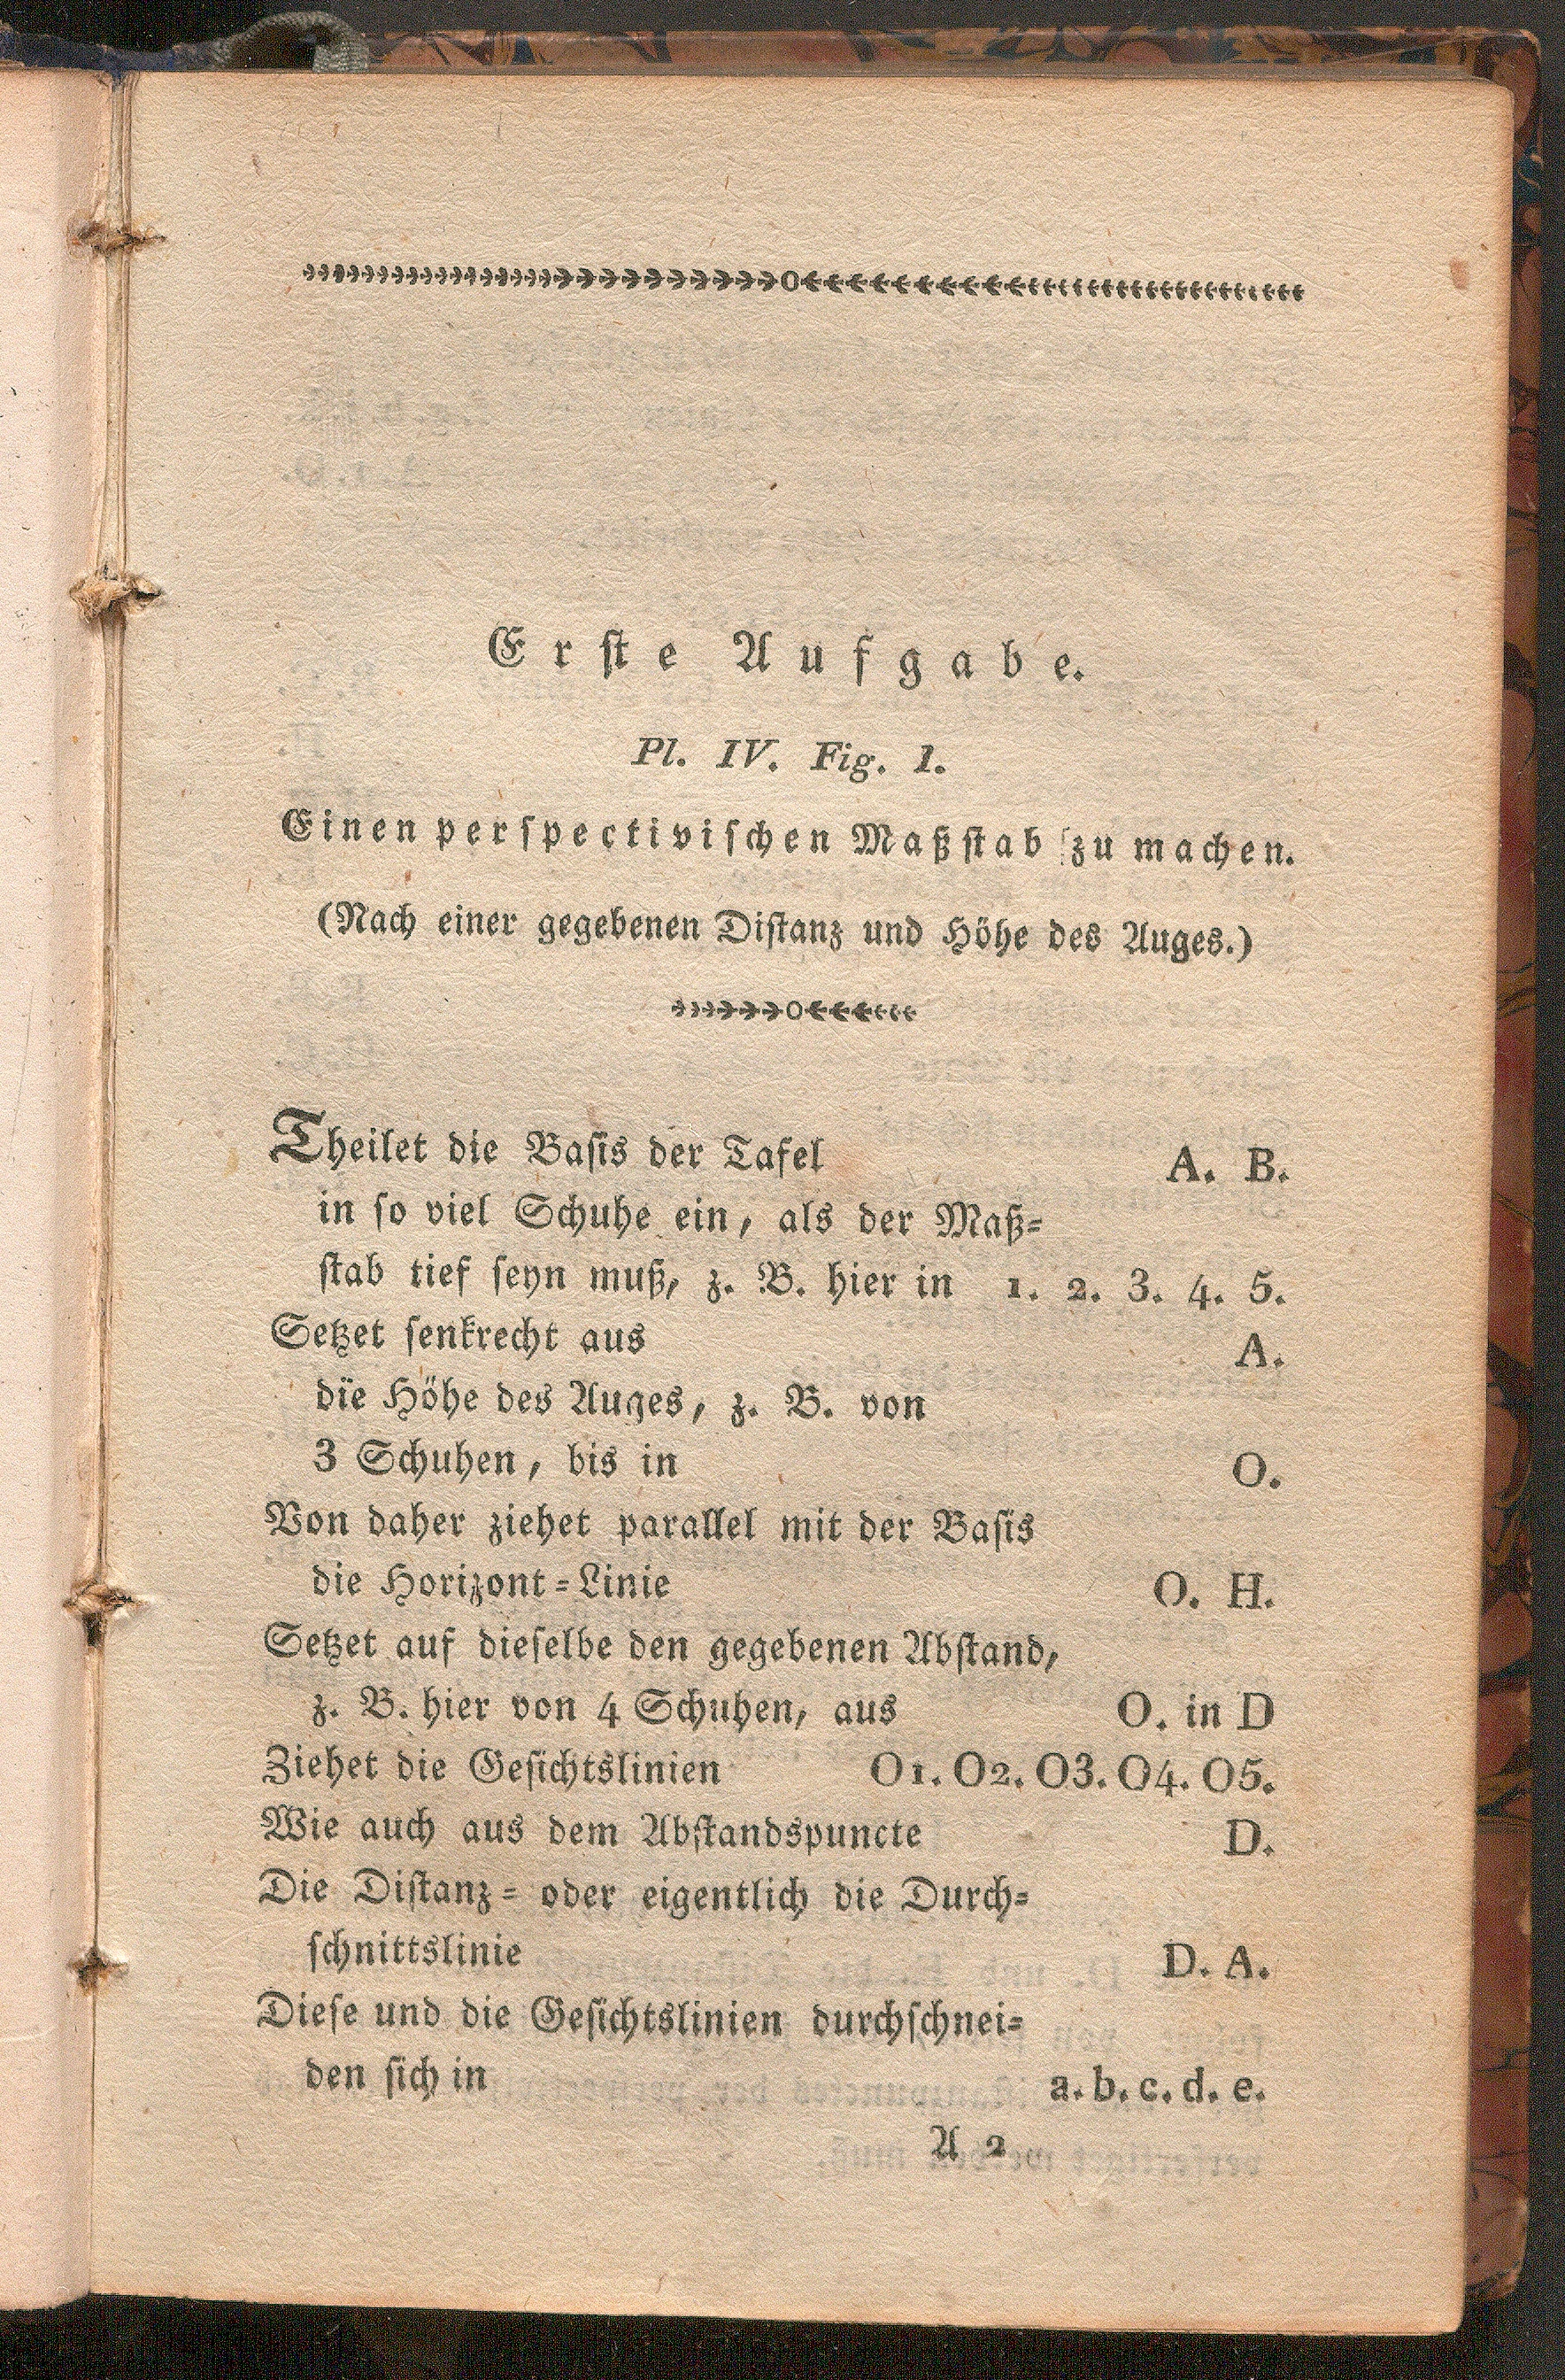 Erste Aufgabe.
Pl. IV. Fig. 1.
Einen perspectivischen Maßstab zu machen.
(Nach einer gegebenen Distanz und Höhe des Auges.)
Theilet die Basis der Tafel A. B.
in so viel Schuhe ein, als der Maß=
stab tief seyn muß, z. B. hier in 1. 2. 3. 4. 5.
Setzet senkrecht aus A.
die Höhe des Auges, z. B. von
3 Schuhen, bis in O.
Von daher ziehet parallel mit der Basis
die Horizont=Linie O. H.
Setzet auf dieselbe den gegebenen Abstand,
z. B. hier von 4 Schuhen, aus O. in D
Ziehet die Gesichtslinien O1. O2. O3. O4. O5.
Wie auch aus dem Abstandspuncte D.
Die Distanz= oder eigentlich die Durch=
schnittslinie D. A.
Diese und die Gesichtslinien durchschnei=
den sich in a. b. c. d. e.
A 2